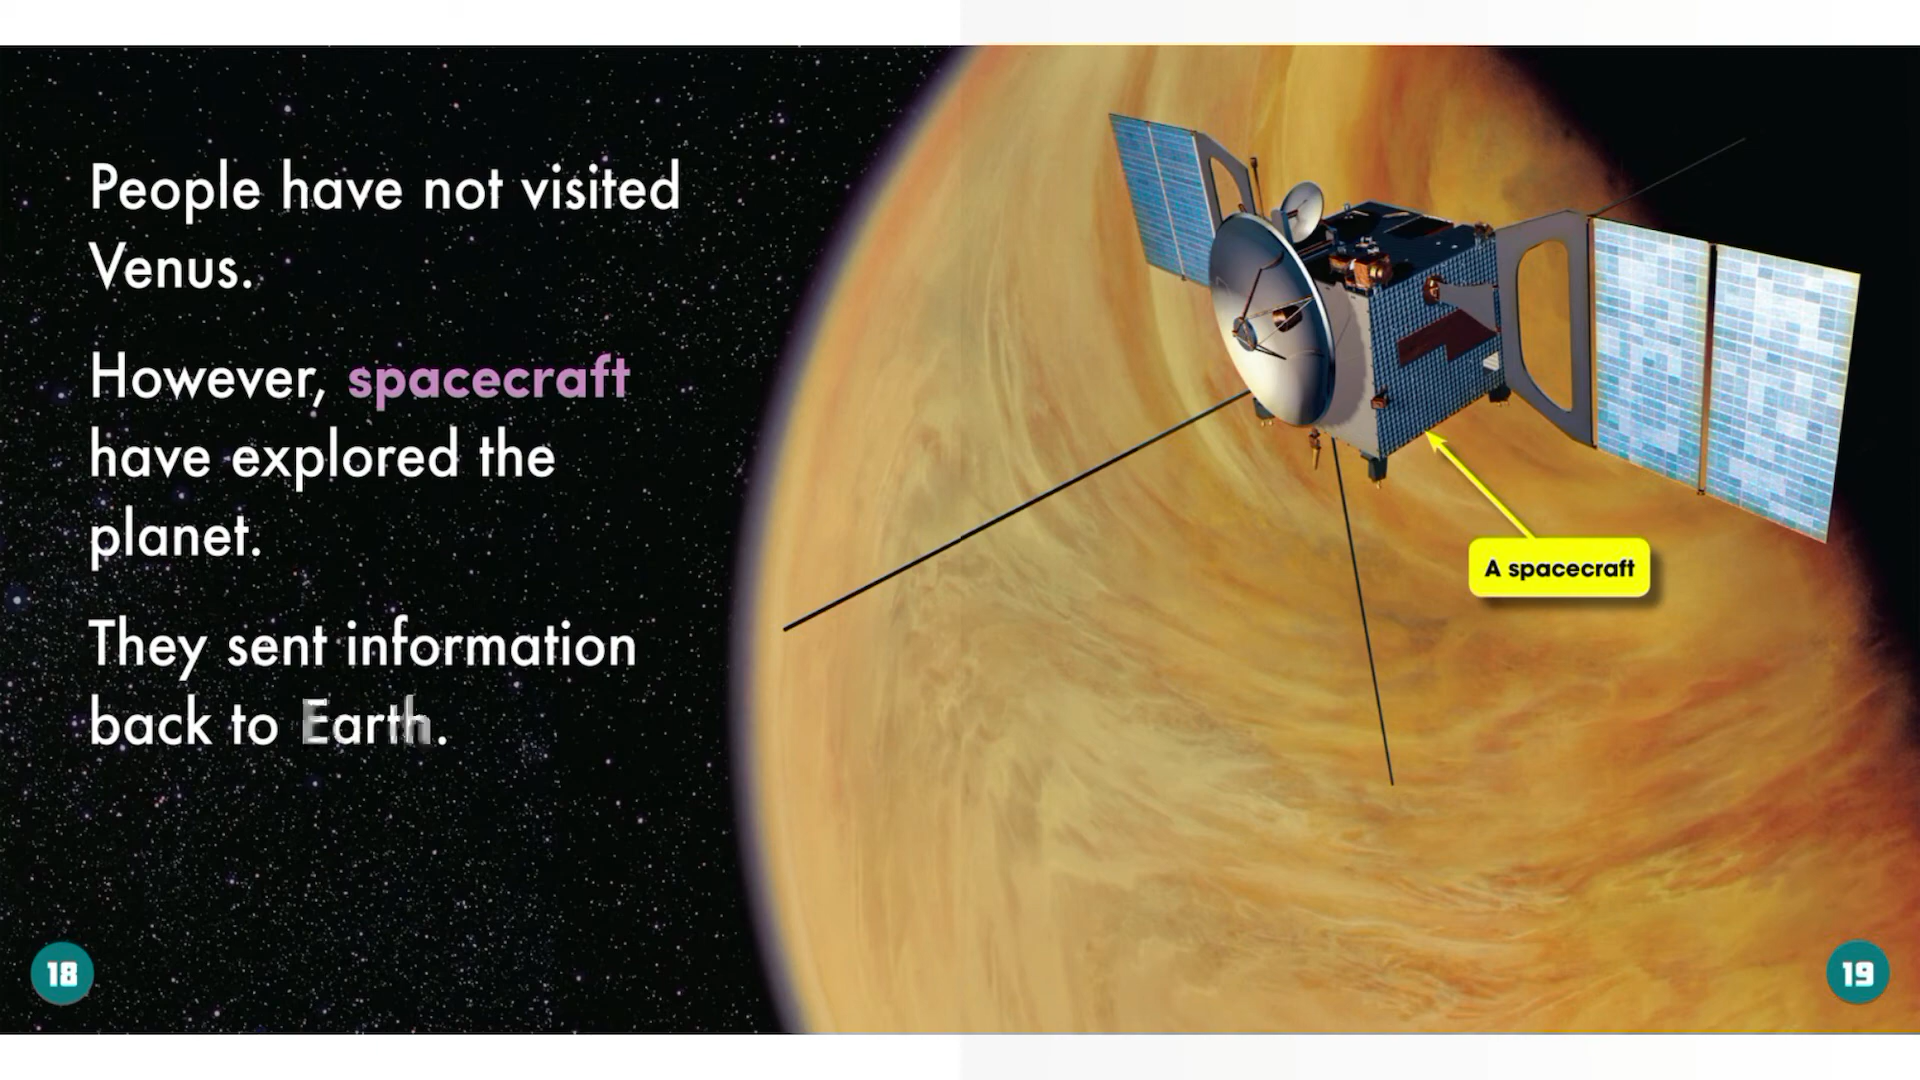 People have not visited
Venus.
However, spacecraft
have explored the
planet.
They sent information
back to Earth.
A spacecraft
18
19